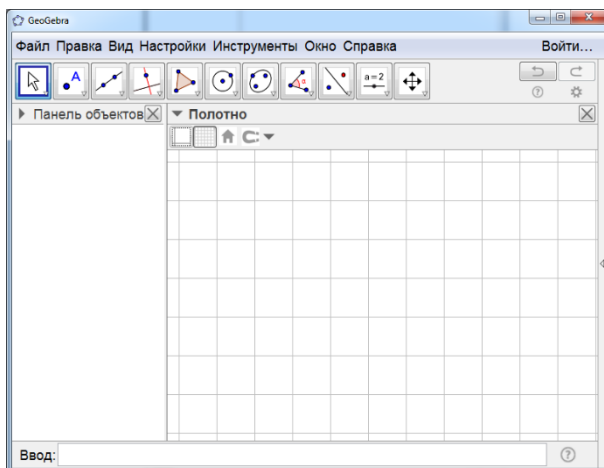 GeoGebra
Файл Правка Вид Настройки Инструменты Окно Справка Войти...
A α a=2
Панель объектов Полотно
Ввод: